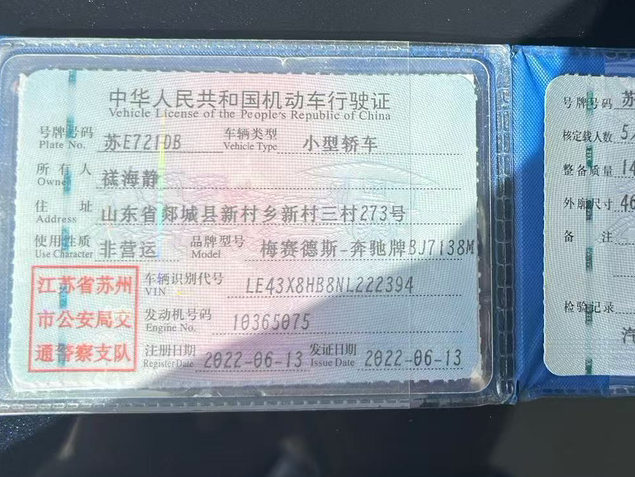 中华人民共和国机动车行驶证
Vehicle License of the People's Republic of China
号牌号码 苏E721DB 车辆类型 小型轿车
Plate No. Vehicle Type
所有人 禚海静
Owner
住址 山东省郯城县新村乡新村三村273号
Address
使用性质 非营运 品牌型号 梅赛德斯-奔驰牌BJ7138M
Use Character Model
江苏省苏州
市公安局交
通警察支队
车辆识别代号 LE43X8HB8NL222394
VIN
发动机号码 10365075
Engine No.
注册日期 2022-06-13 发证日期 2022-06-13
Register Date Issue Date
号牌号码 苏
核定载人数 5人
整备质量 14
外廓尺寸 46
备注
检验记录
汽